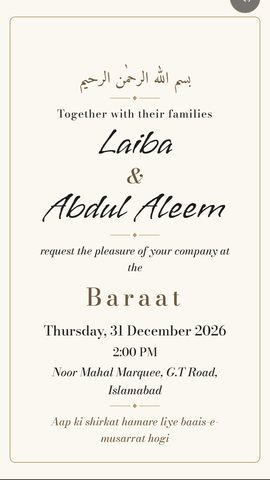 بسم الله الرحمٰن الرحيم
Together with their families
Laiba
&
Abdul Aleem
request the pleasure of your company at
the
Baraat
Thursday, 31 December 2026
2:00 PM
Noor Mahal Marquee, G.T Road,
Islamabad
Aap ki shirkat hamare liye baais-e-
musarrat hogi